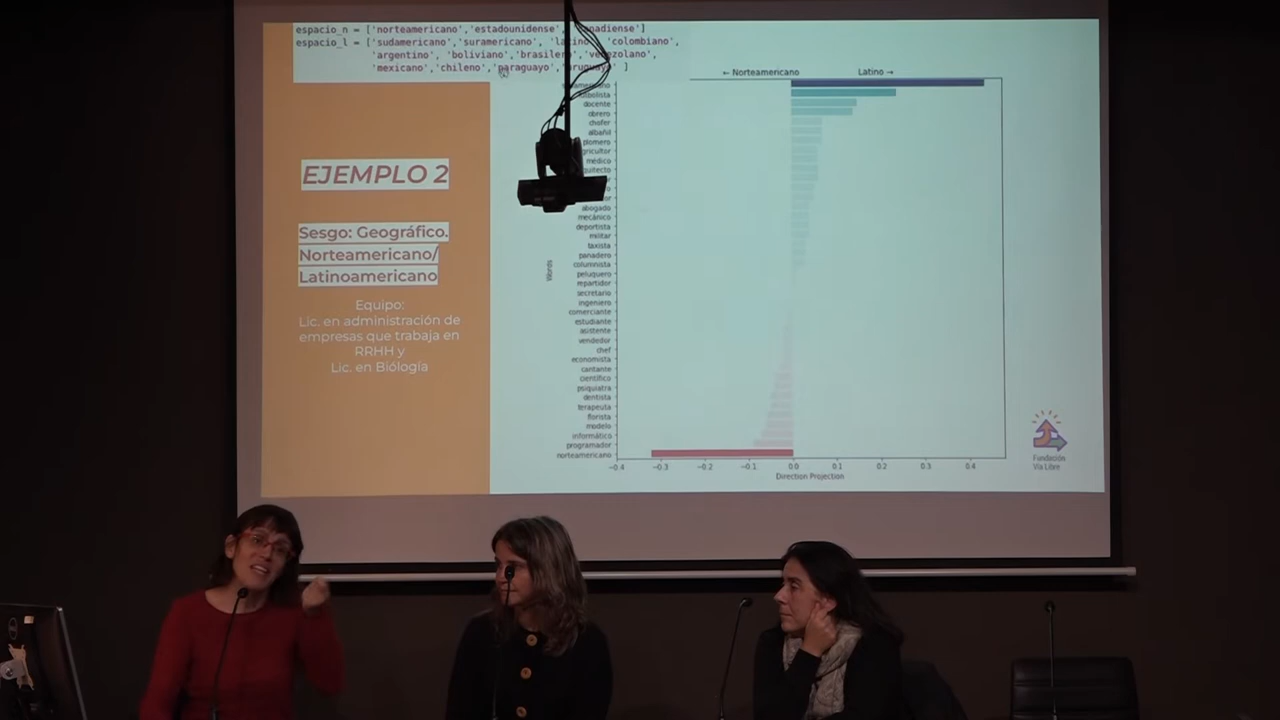 espacio_n = ['norteamericano','estadounidense',
espacio_l = ['sudamericano','suramericano', 'colombiano',
'argentino', 'boliviano','brasileño','venezolano',
'mexicano','chileno','paraguayo', ]
← Norteamericano Latino →
docente
obrero
chofer
albañil
plomero
médico
EJEMPLO 2
abogado
mecánico
deportista
militar
taxista
panadero
columnista
peluquero
repartidor
secretario
ingeniero
comerciante
estudiante
asistente
vendedor
chef
economista
cantante
científico
psiquiatra
dentista
terapeuta
florista
modelo
informático
programador
norteamericano
Words
Sesgo: Geográfico.
Norteamericano/
Latinoamericano
Equipo:
Lic. en administración de
empresas que trabaja en
RRHH y
Lic. en Biólogía
−0.4 −0.3 −0.2 −0.1 0.0 0.1 0.2 0.3 0.4
Direction Projection
Fundación
Vía Libre